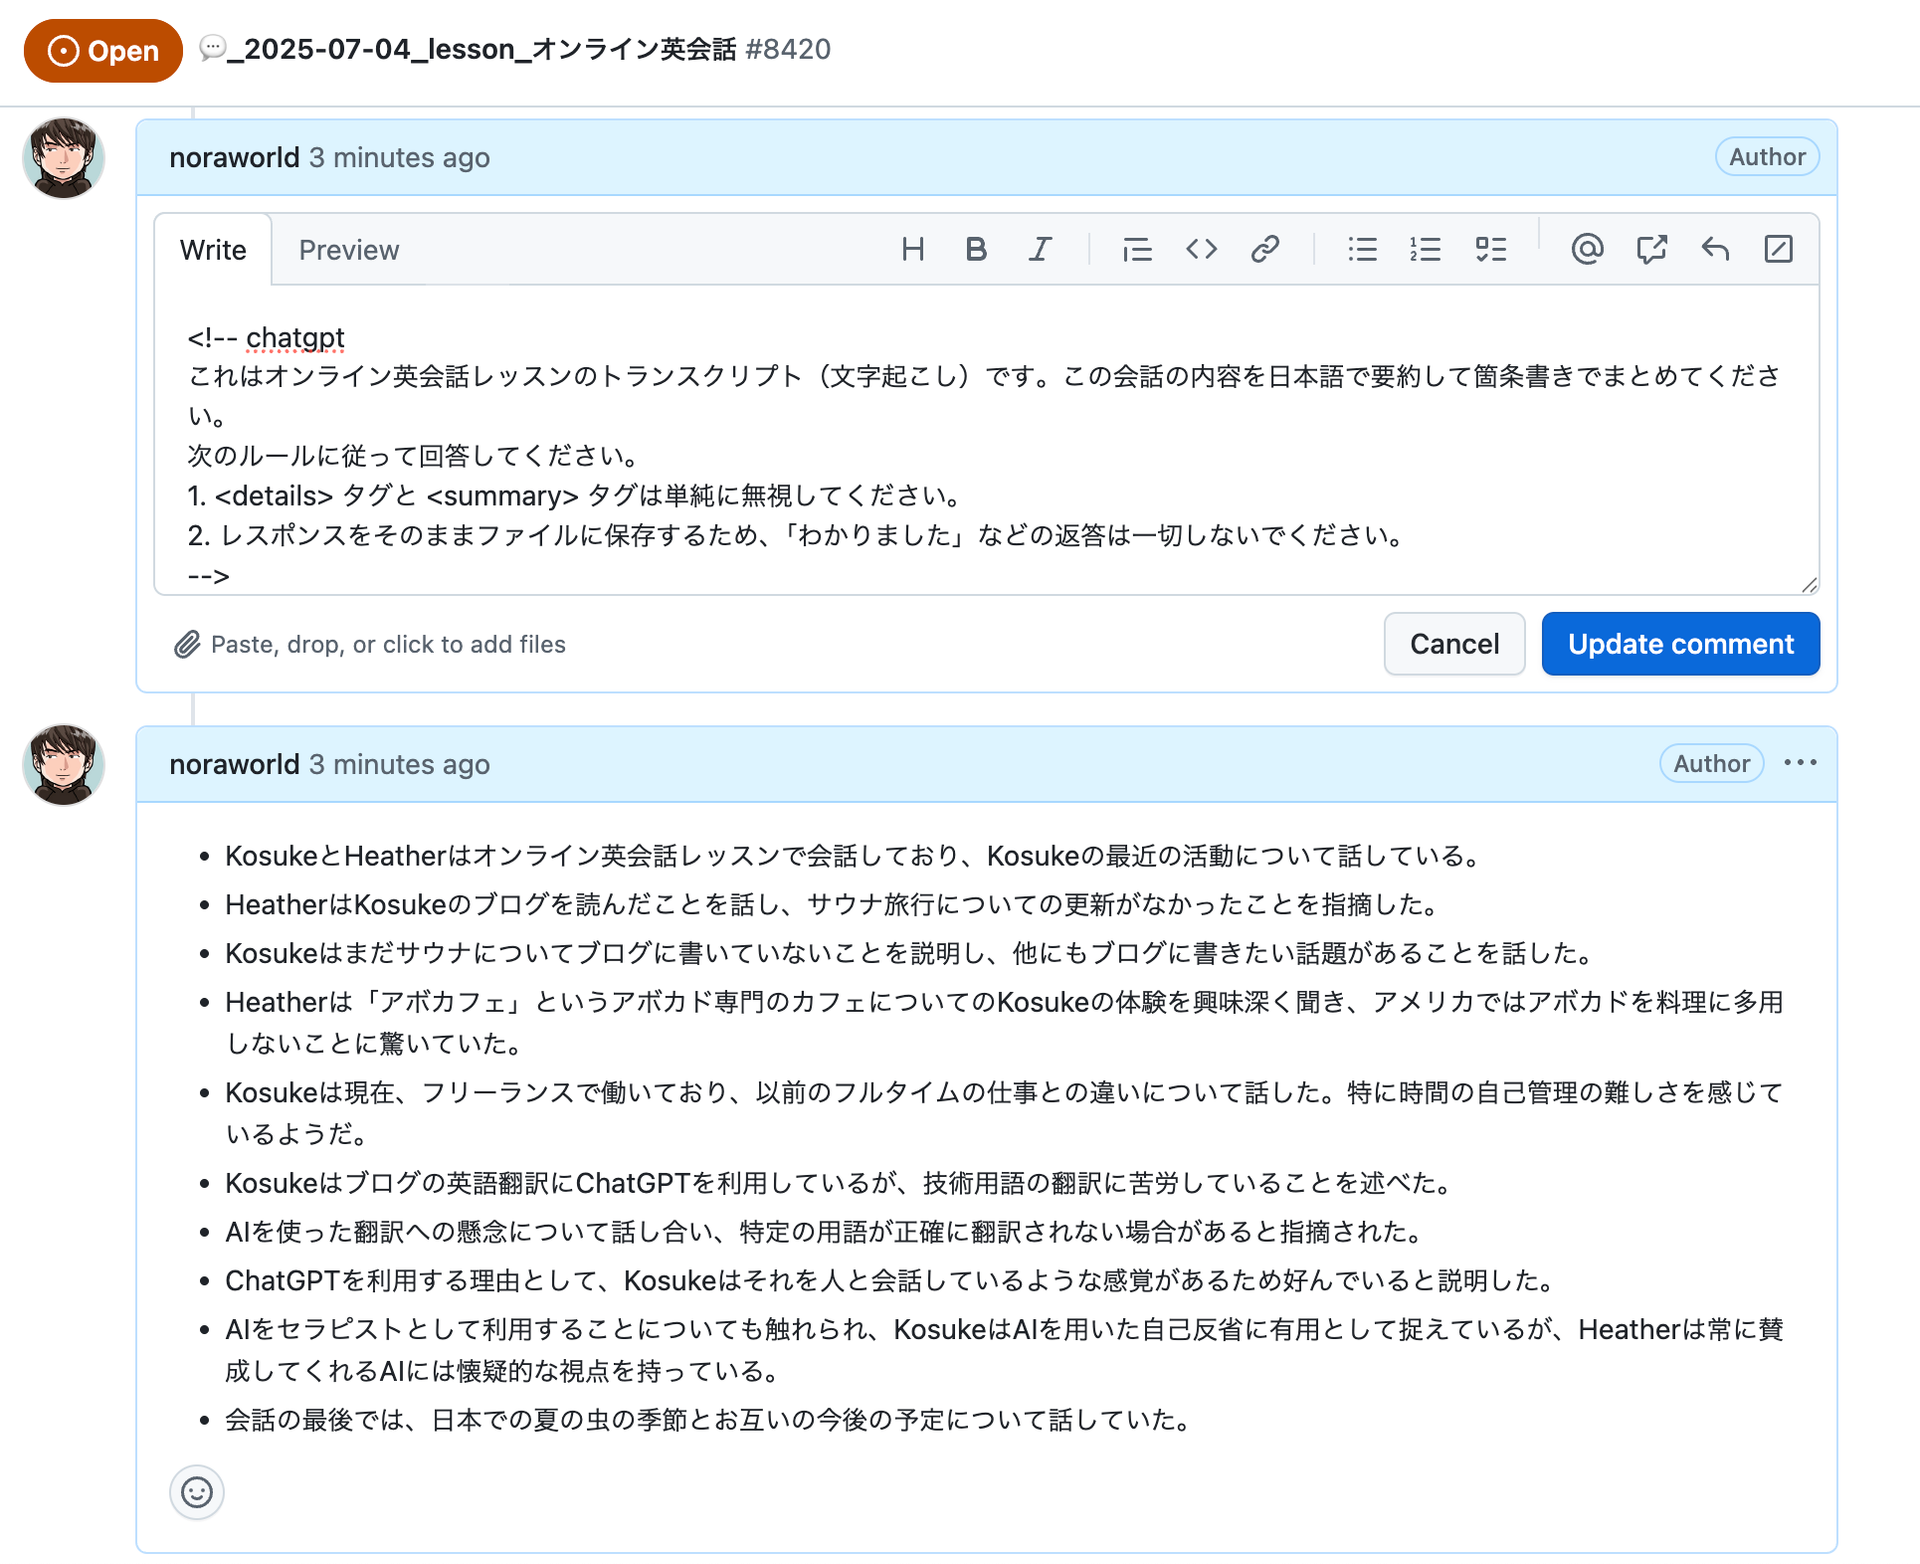 Open 💬_2025-07-04_lesson_オンライン英会話 #8420
noraworld 3 minutes ago Author
Write Preview
<!-- chatgpt
これはオンライン英会話レッスンのトランスクリプト（文字起こし）です。この会話の内容を日本語で要約して箇条書きでまとめてくださ
い。
次のルールに従って回答してください。
1. <details> タグと <summary> タグは単純に無視してください。
2. レスポンスをそのままファイルに保存するため、「わかりました」などの返答は一切しないでください。
-->
Paste, drop, or click to add files Cancel Update comment
noraworld 3 minutes ago Author
• KosukeとHeatherはオンライン英会話レッスンで会話しており、Kosukeの最近の活動について話している。
• HeatherはKosukeのブログを読んだことを話し、サウナ旅行についての更新がなかったことを指摘した。
• Kosukeはまだサウナについてブログに書いていないことを説明し、他にもブログに書きたい話題があることを話した。
• Heatherは「アボカフェ」というアボカド専門のカフェについてのKosukeの体験を興味深く聞き、アメリカではアボカドを料理に多用
しないことに驚いていた。
• Kosukeは現在、フリーランスで働いており、以前のフルタイムの仕事との違いについて話した。特に時間の自己管理の難しさを感じて
いるようだ。
• Kosukeはブログの英語翻訳にChatGPTを利用しているが、技術用語の翻訳に苦労していることを述べた。
• AIを使った翻訳への懸念について話し合い、特定の用語が正確に翻訳されない場合があると指摘された。
• ChatGPTを利用する理由として、Kosukeはそれを人と会話しているような感覚があるため好んでいると説明した。
• AIをセラピストとして利用することについても触れられ、KosukeはAIを用いた自己反省に有用として捉えているが、Heatherは常に賛
成してくれるAIには懐疑的な視点を持っている。
• 会話の最後では、日本での夏の虫の季節とお互いの今後の予定について話していた。